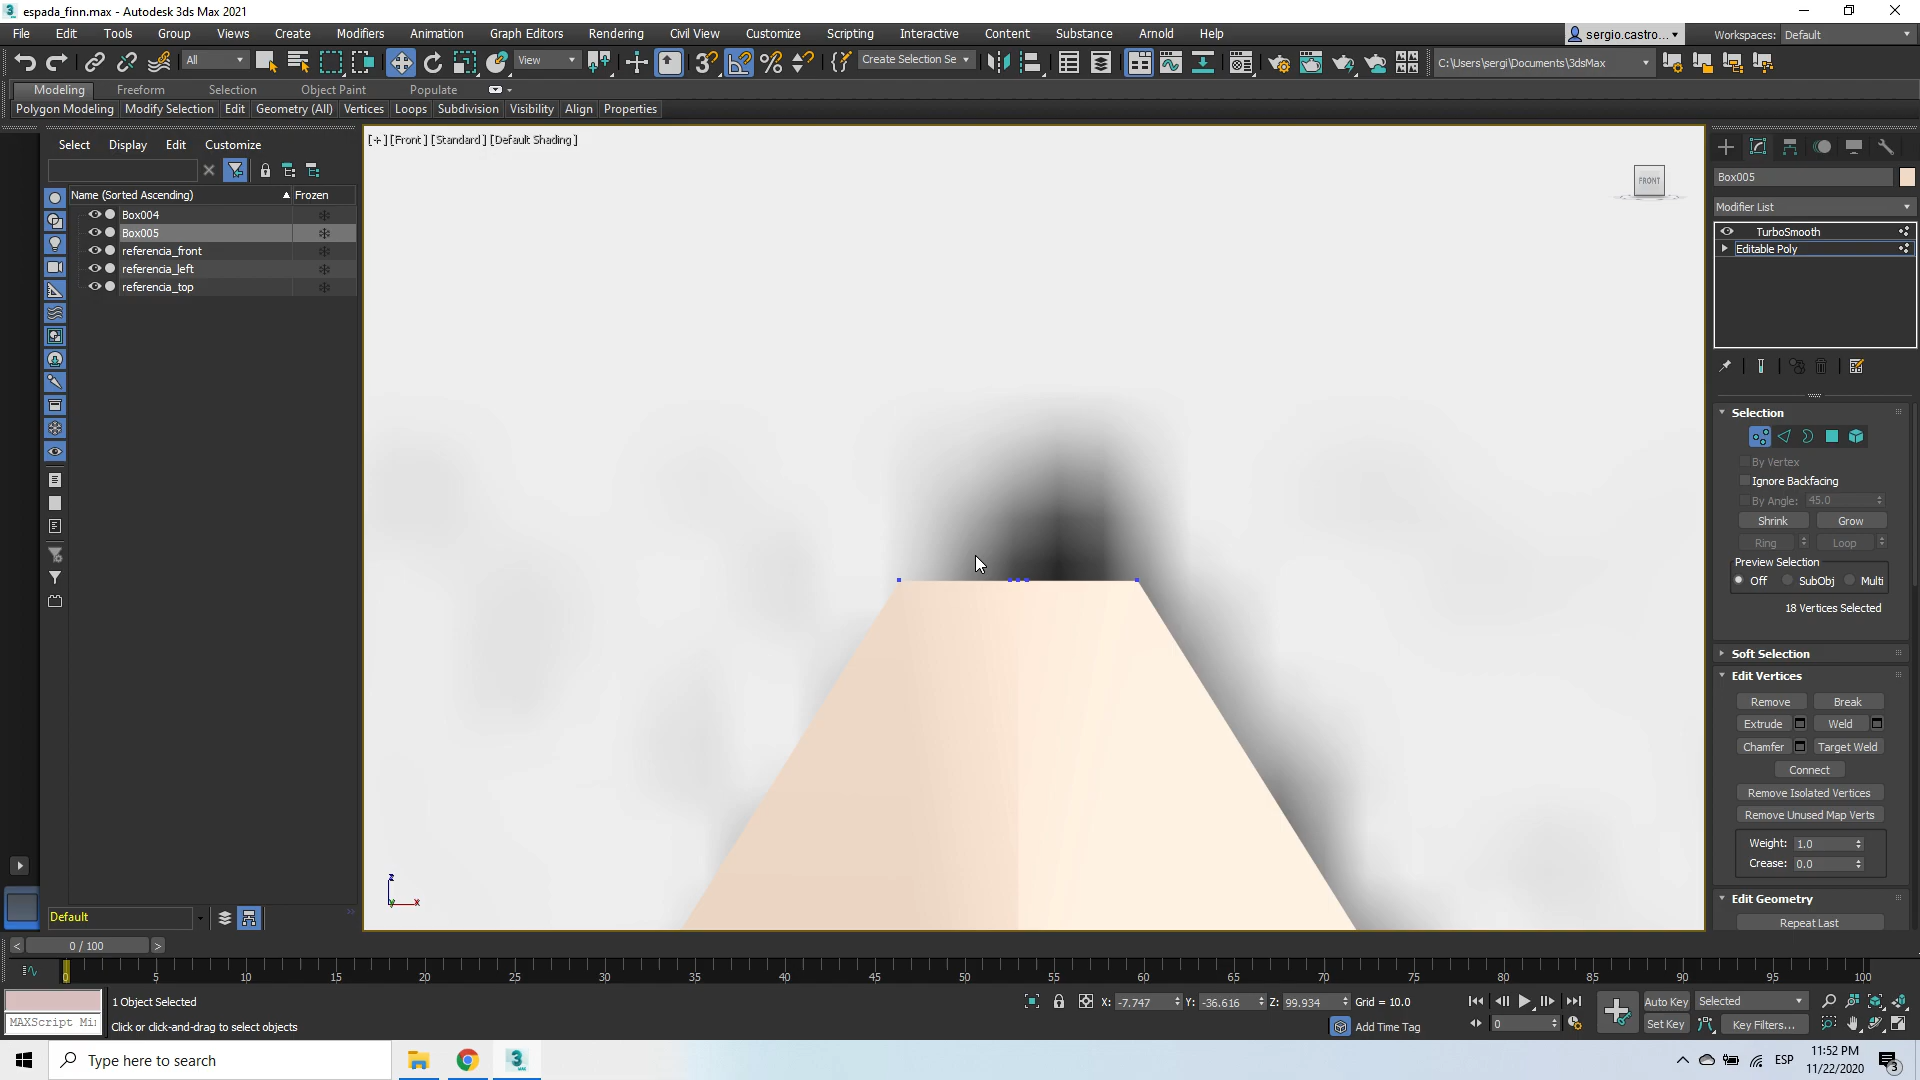 espada_finn.max - Autodesk 3ds Max 2021
File Edit Tools Group Views Create Modifiers Animation Graph Editors Rendering Civil View Customize Scripting Interactive Content Substance Arnold Help
sergio.castro... Workspaces: Default
All View Create Selection Se C:\Users\sergi\Documents\3dsMax
Modeling Freeform Selection Object Paint Populate
Polygon Modeling Modify Selection Edit Geometry (All) Vertices Loops Subdivision Visibility Align Properties
Select Display Edit Customize
[+] [Front] [Standard] [Default Shading]
FRONT
Name (Sorted Ascending) Frozen
Box004
Box005
referencia_front
referencia_left
referencia_top
Box005
Modifier List
TurboSmooth
Editable Poly
Selection
By Vertex
Ignore Backfacing
By Angle: 45.0
Shrink Grow
Ring Loop
Preview Selection
Off SubObj Multi
18 Vertices Selected
Soft Selection
Edit Vertices
Remove Break
Extrude Weld
Chamfer Target Weld
Connect
Remove Isolated Vertices
Remove Unused Map Verts
Weight: 1.0
Crease: 0.0
Edit Geometry
Repeat Last
z
x
Default
0 / 100
0 5 10 15 20 25 30 35 40 45 50 55 60 65 70 75 80 85 90 95 100
1 Object Selected
X: -7.747 Y: -36.616 Z: 99.934 Grid = 10.0
Auto Key Selected
MAXScript Mi
Click or click-and-drag to select objects
Add Time Tag
0
Set Key Key Filters...
Type here to search
ESP
11:52 PM
11/22/2020
3